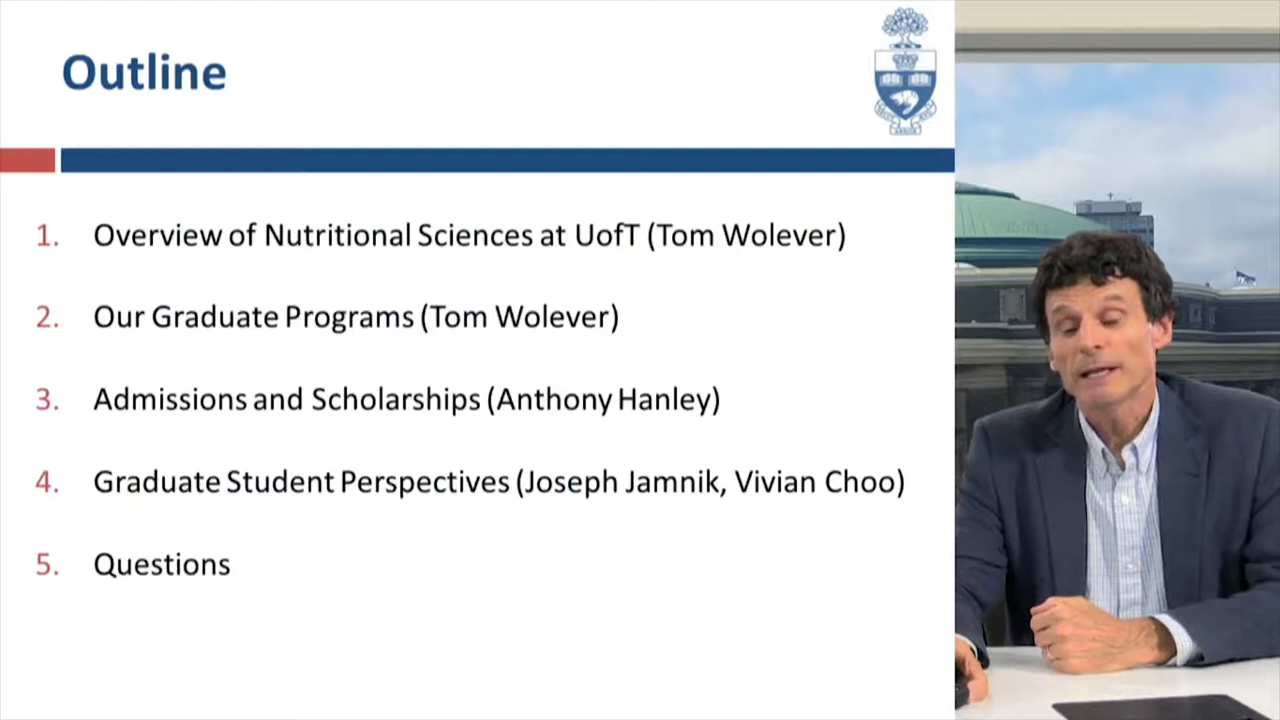 Outline
1. Overview of Nutritional Sciences at UofT (Tom Wolever)
2. Our Graduate Programs (Tom Wolever)
3. Admissions and Scholarships (Anthony Hanley)
4. Graduate Student Perspectives (Joseph Jamnik, Vivian Choo)
5. Questions